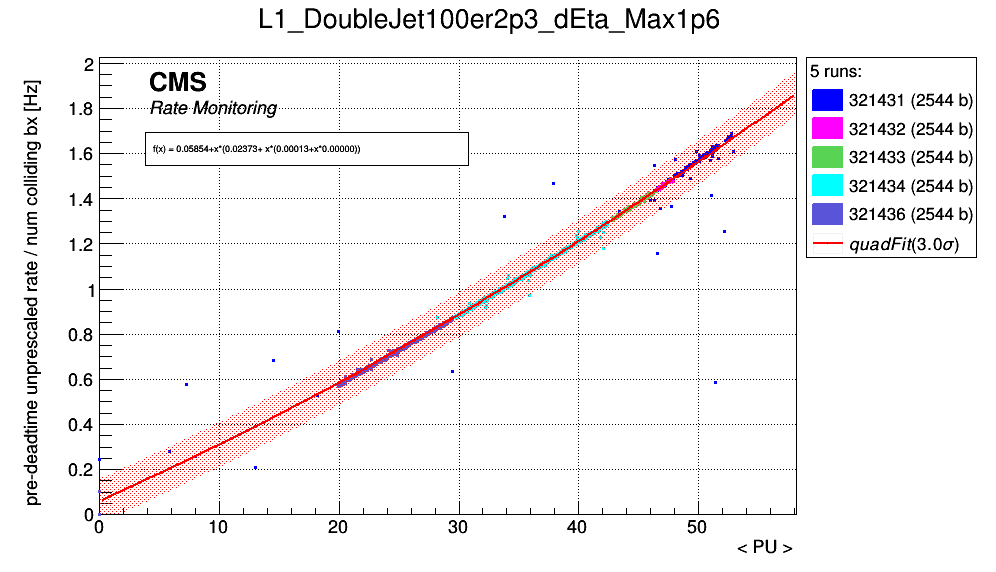 L1_DoubleJet100er2p3_dEta_Max1p6
pre-deadtime unprescaled rate / num colliding bx [Hz]
2
1.8
1.6
1.4
1.2
1
0.8
0.6
0.4
0.2
0
CMS
Rate Monitoring
f(x) = 0.05854+x*(0.02373+ x*(0.00013+x*0.00000))
0 10 20 30 40 50
< PU >
5 runs:
321431 (2544 b)
321432 (2544 b)
321433 (2544 b)
321434 (2544 b)
321436 (2544 b)
quadFit(3.0σ)